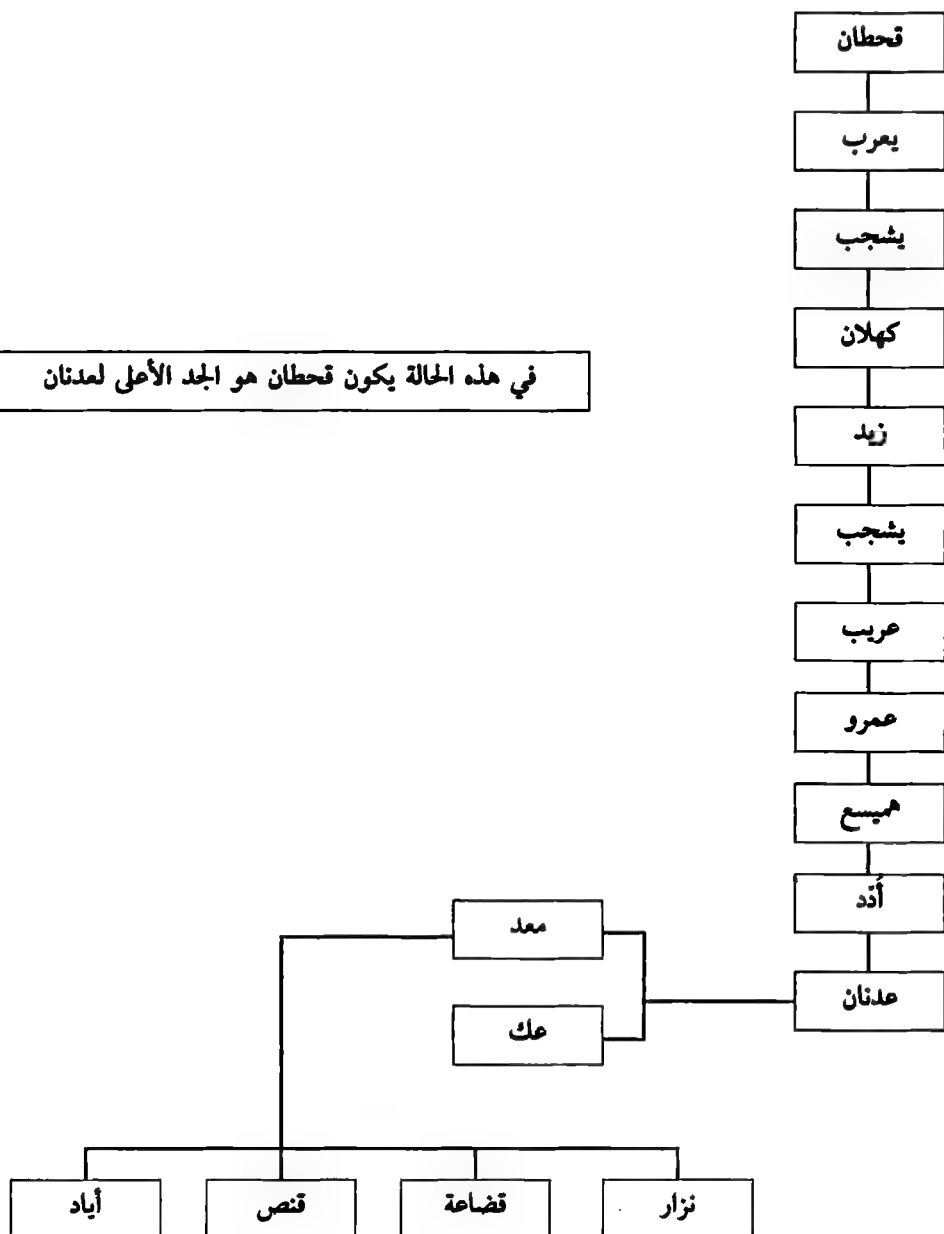 قحطان
يعرب
يشجب
كهلان
في هذه الحالة يكون قحطان هو الجد الأعلى لعدنان
زيد
يشجب
عريب
عمرو
هميسع
أُدّد
معد
عدنان
عك
نزار
قضاعة
قنص
أياد